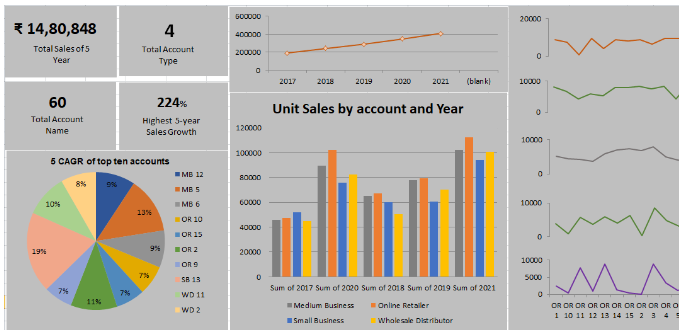 ₹ 14,80,848
Total Sales of 5
Year
4
Total Account
Type
60
Total Account
Name
224%
Highest 5-year
Sales Growth
5 CAGR of top ten accounts
9%
13%
9%
7%
7%
11%
7%
19%
10%
8%
MB 12
MB 5
MB 6
OR 10
OR 15
OR 2
OR 9
SB 13
WD 11
WD 2
600000
400000
200000
0
2017 2018 2019 2020 2021 (blank)
Unit Sales by account and Year
120000
100000
80000
60000
40000
20000
0
Sum of 2017 Sum of 2020 Sum of 2018 Sum of 2019 Sum of 2021
Medium Business Online Retailer
Small Business Wholesale Distributor
20000
0
10000
0
10000
0
10000
0
10000
5000
0
OR OR OR OR OR OR OR OR OR OR OR
1 10 11 12 13 14 15 2 3 4 5